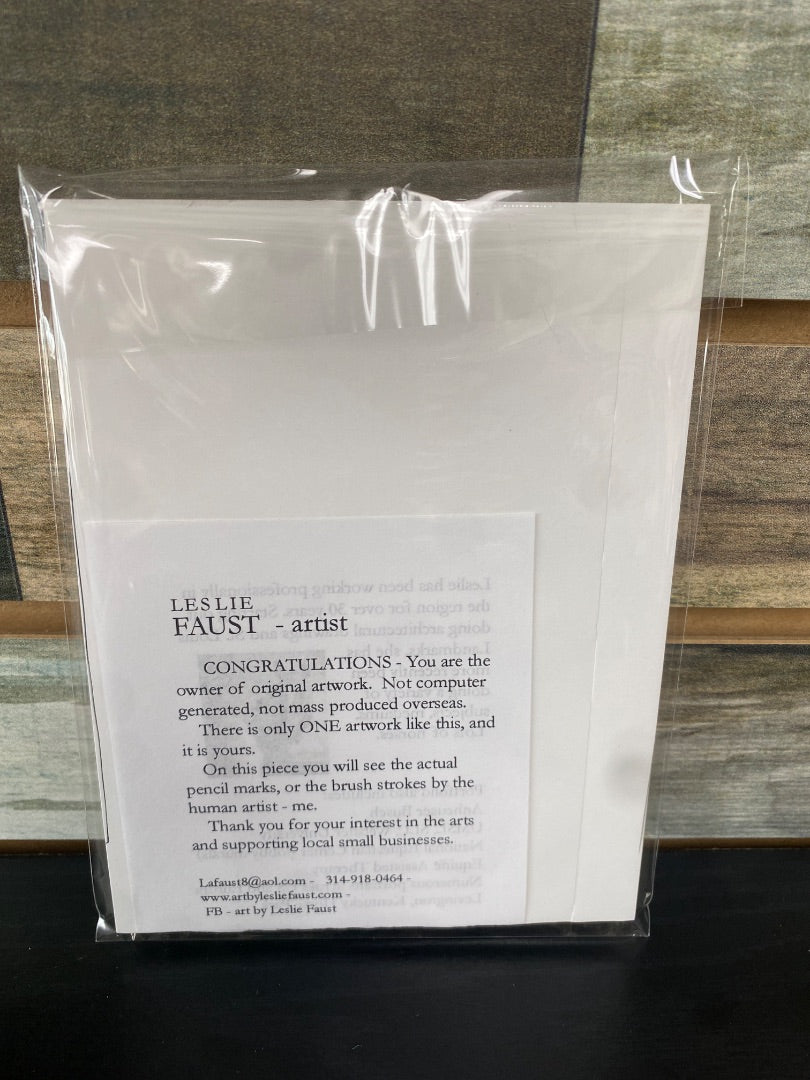 LESLIE
FAUST - artist
CONGRATULATIONS - You are the
owner of original artwork. Not computer
generated, not mass produced overseas.
There is only ONE artwork like this, and
it is yours.
On this piece you will see the actual
pencil marks, or the brush strokes by the
human artist - me.
Thank you for your interest in the arts
and supporting local small businesses.
Lafaust8@aol.com - 314-918-0464 -
www.artbylesliefaust.com -
FB - art by Leslie Faust